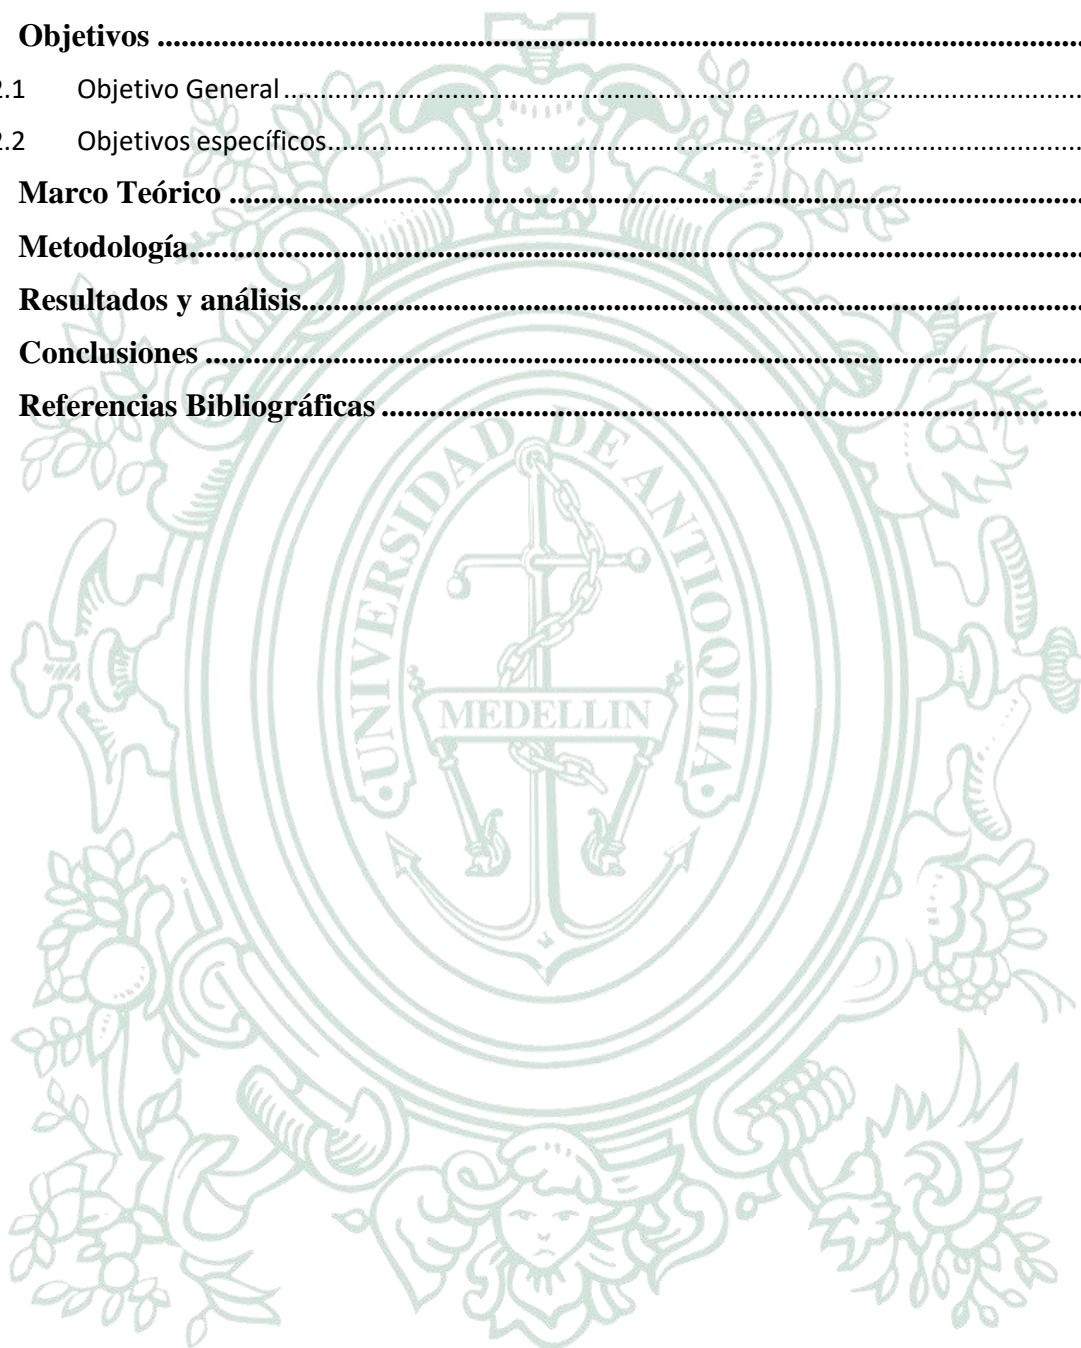 Objetivos ........................................................................................................................
2.1 Objetivo General ........................................................................................................................
2.2 Objetivos específicos........................................................................................................................
Marco Teórico ........................................................................................................................
Metodología........................................................................................................................
Resultados y análisis........................................................................................................................
Conclusiones ........................................................................................................................
Referencias Bibliográficas ........................................................................................................................
UNIVERSIDAD DE ANTIOQUIA
MEDELLIN